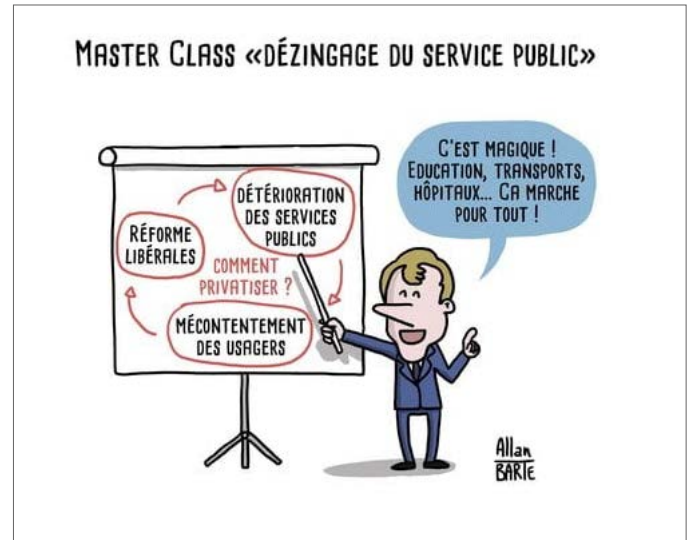 MASTER CLASS «DÉZINGAGE DU SERVICE PUBLIC»
C'EST MAGIQUE !
EDUCATION, TRANSPORTS,
HÔPITAUX... CA MARCHE
POUR TOUT !
DÉTÉRIORATION
DES SERVICES
PUBLICS
RÉFORME
LIBÉRALES
COMMENT
PRIVATISER ?
MÉCONTENTEMENT
DES USAGERS
Allan
BARTE